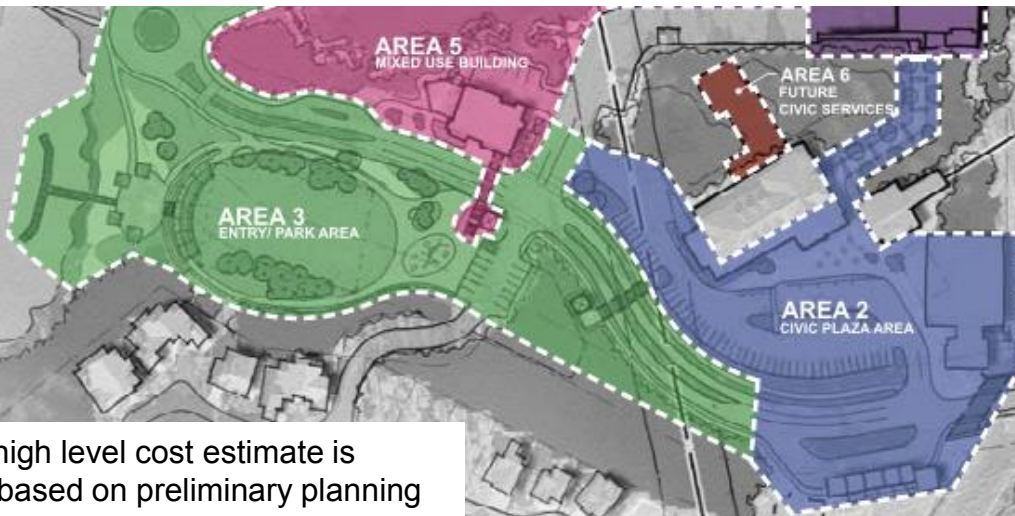 AREA 5
MIXED USE BUILDING
AREA 6
FUTURE
CIVIC SERVICES
AREA 3
ENTRY/ PARK AREA
AREA 2
CIVIC PLAZA AREA
high level cost estimate is
based on preliminary planning